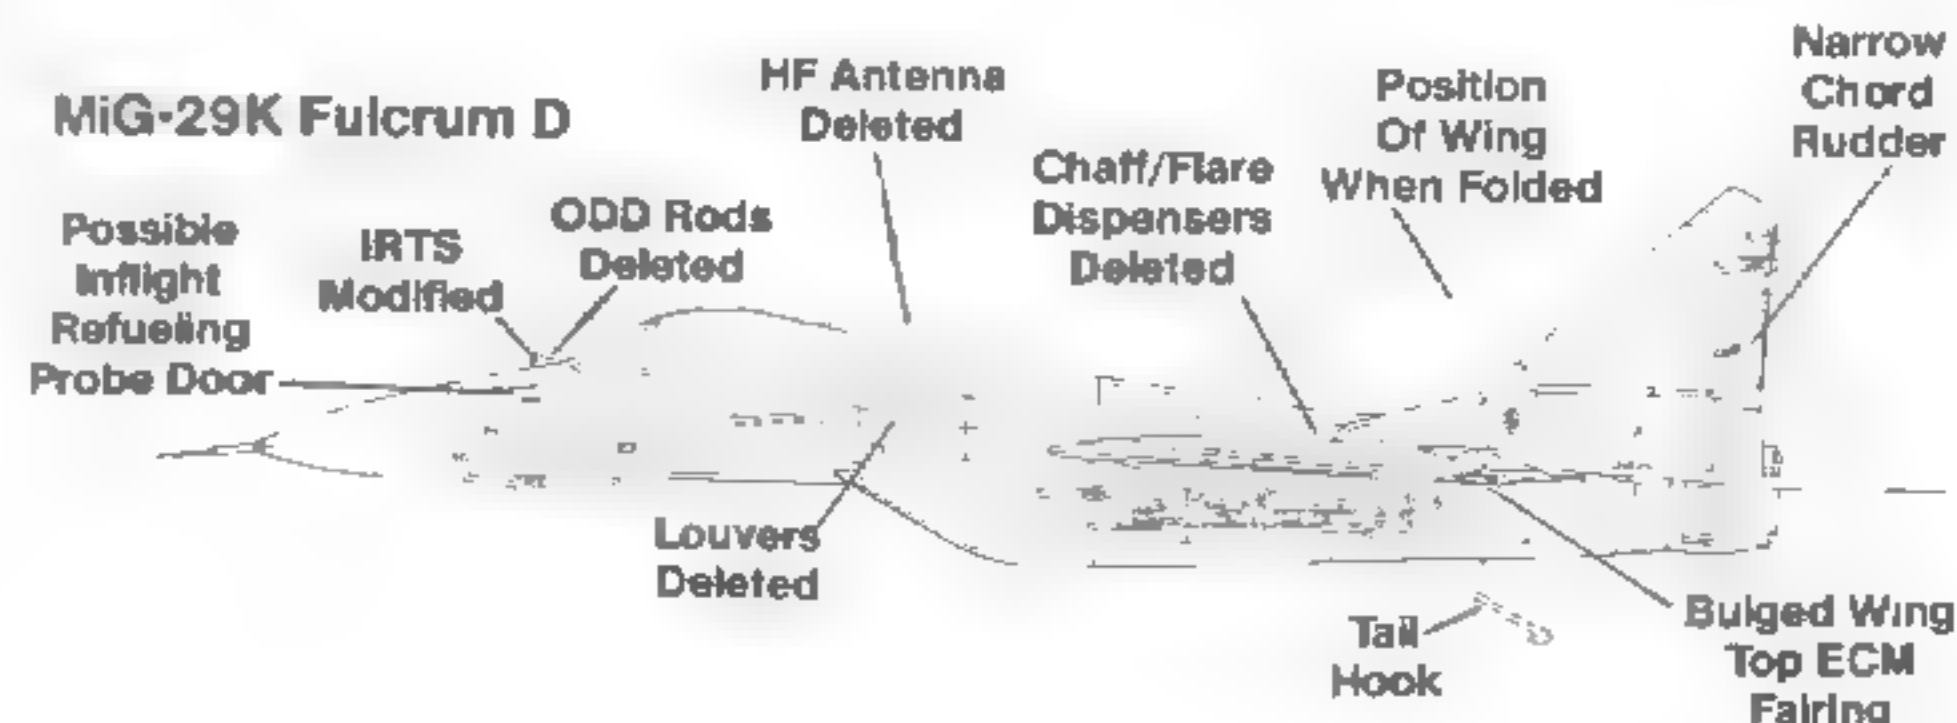 MiG-29K Fulcrum D
HF Antenna
Deleted
Position
Of Wing
When Folded
Narrow
Chord
Rudder
Chaff/Flare
Dispensers
Deleted
ODD Rods
Deleted
IRTS
Modified
Possible
Inflight
Refueling
Probe Door
Louvers
Deleted
Tail
Hook
Bulged Wing
Top ECM
Fairing